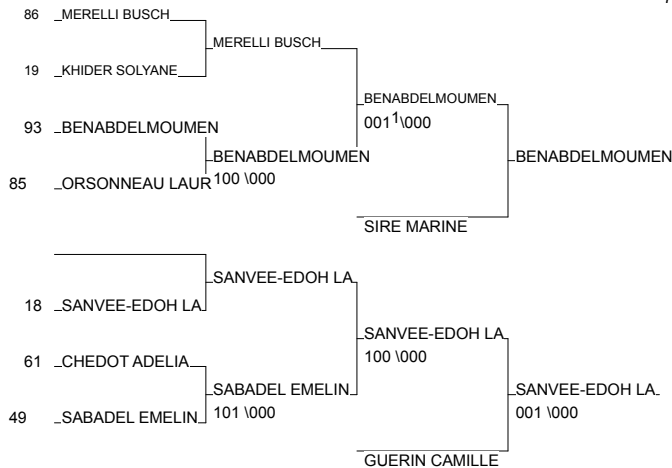 86 MERELLI BUSCH
MERELLI BUSCH
19 KHIDER SOLYANE
BENABDELMOUMEN
001 1\000
93 BENABDELMOUMEN
BENABDELMOUMEN
100 \000
BENABDELMOUMEN
85 ORSONNEAU LAUR
SIRE MARINE
SANVEE-EDOH LA
18 SANVEE-EDOH LA
SANVEE-EDOH LA
100 \000
61 CHEDOT ADELIA
SABADEL EMELIN
101 \000
SANVEE-EDOH LA
001 \000
49 SABADEL EMELIN
GUERIN CAMILLE